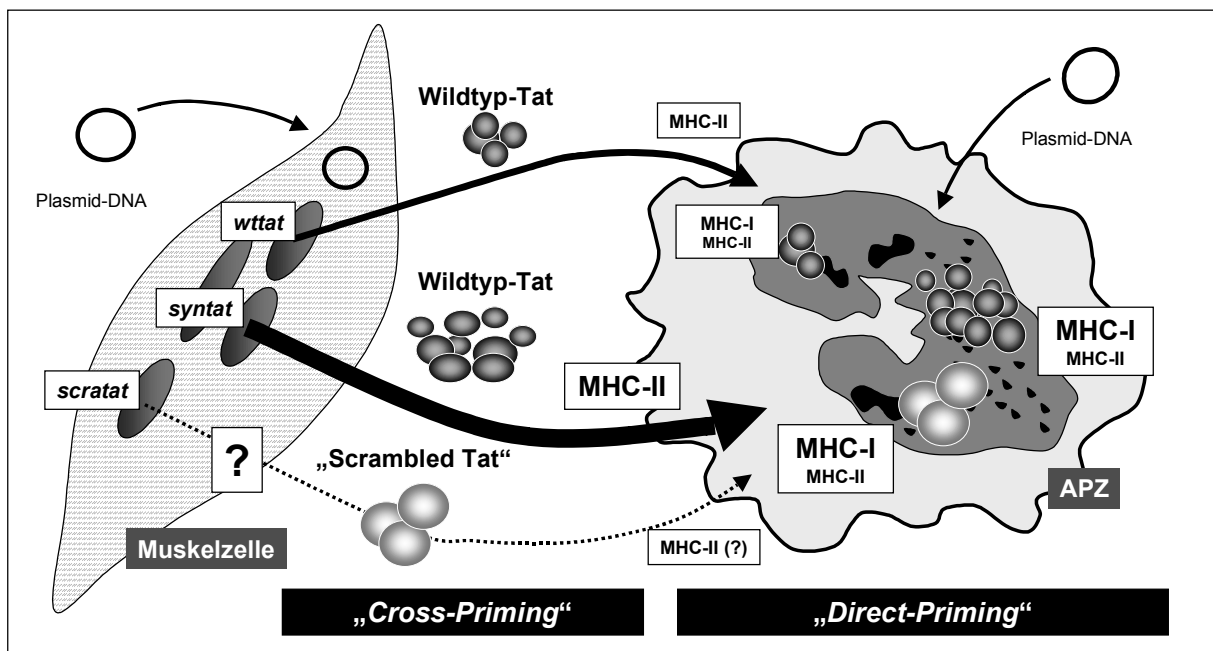 Wildtyp-Tat
MHC-II
Plasmid-DNA
Plasmid-DNA
wttat
MHC-I
MHC-II
Wildtyp-Tat
syntat
MHC-I
MHC-II
MHC-II
scratat
?
„Scrambled Tat“
MHC-I
MHC-II
APZ
Muskelzelle
MHC-II (?)
„Cross-Priming“
„Direct-Priming“